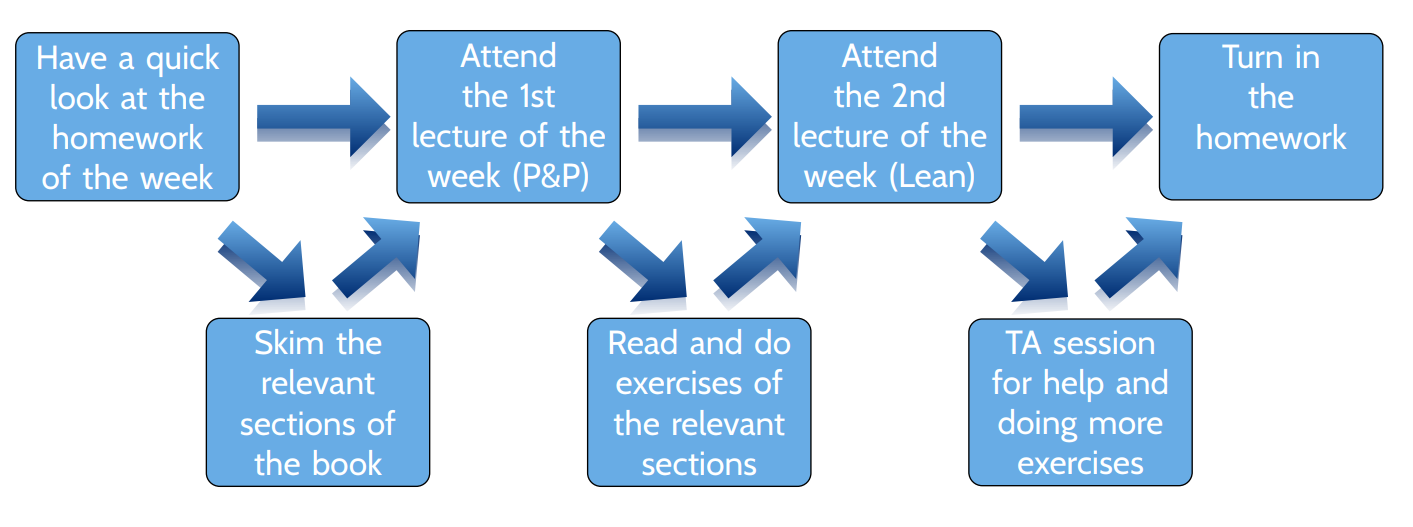 Have a quick
look at the
homework
of the week
Attend
the 1st
lecture of the
week (P&P)
Attend
the 2nd
lecture of the
week (Lean)
Turn in
the
homework
Skim the
relevant
sections of
the book
Read and do
exercises of
the relevant
sections
TA session
for help and
doing more
exercises